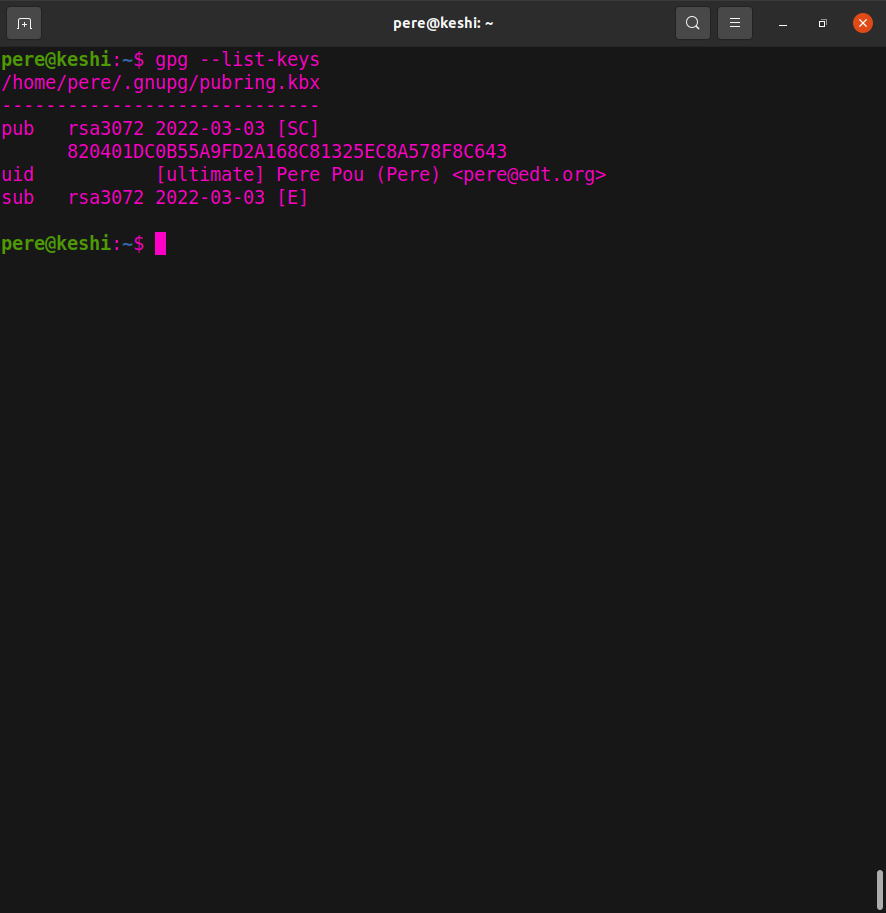 pere@keshi: ~
pere@keshi:~$ gpg --list-keys
/home/pere/.gnupg/pubring.kbx
-----------------------------
pub   rsa3072 2022-03-03 [SC]
      820401DC0B55A9FD2A168C81325EC8A578F8C643
uid           [ultimate] Pere Pou (Pere) <pere@edt.org>
sub   rsa3072 2022-03-03 [E]
pere@keshi:~$